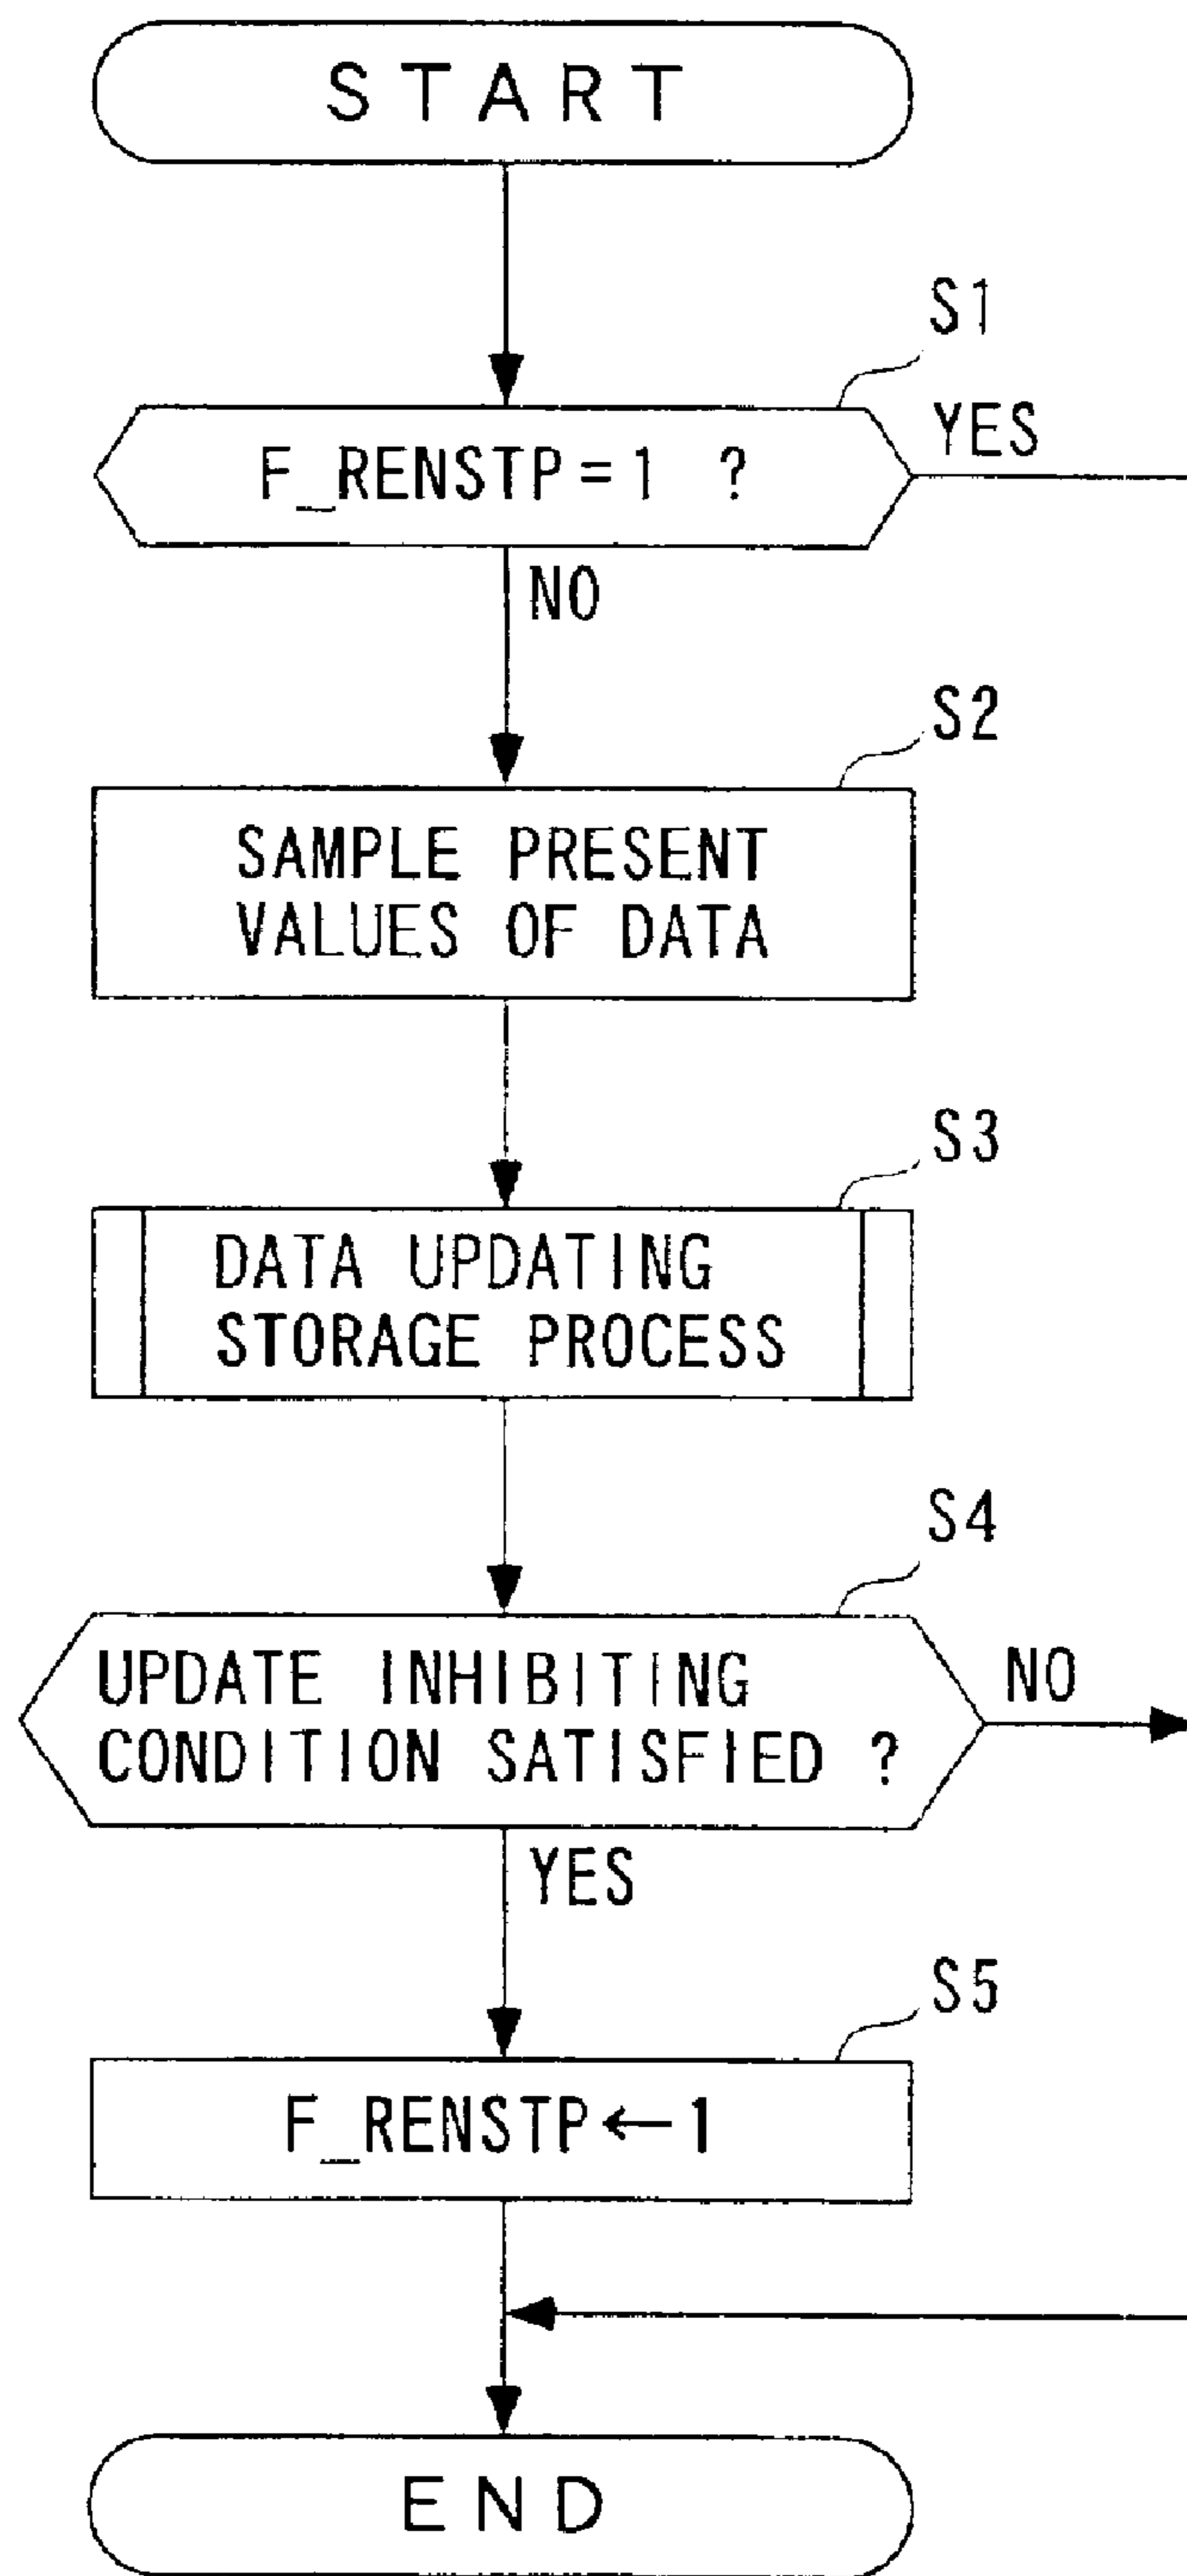 START
S1
F_RENSTP=1 ?
YES
NO
S2
SAMPLE PRESENT
VALUES OF DATA
S3
DATA UPDATING
STORAGE PROCESS
S4
UPDATE INHIBITING
CONDITION SATISFIED ?
NO
YES
S5
F_RENSTP←1
END